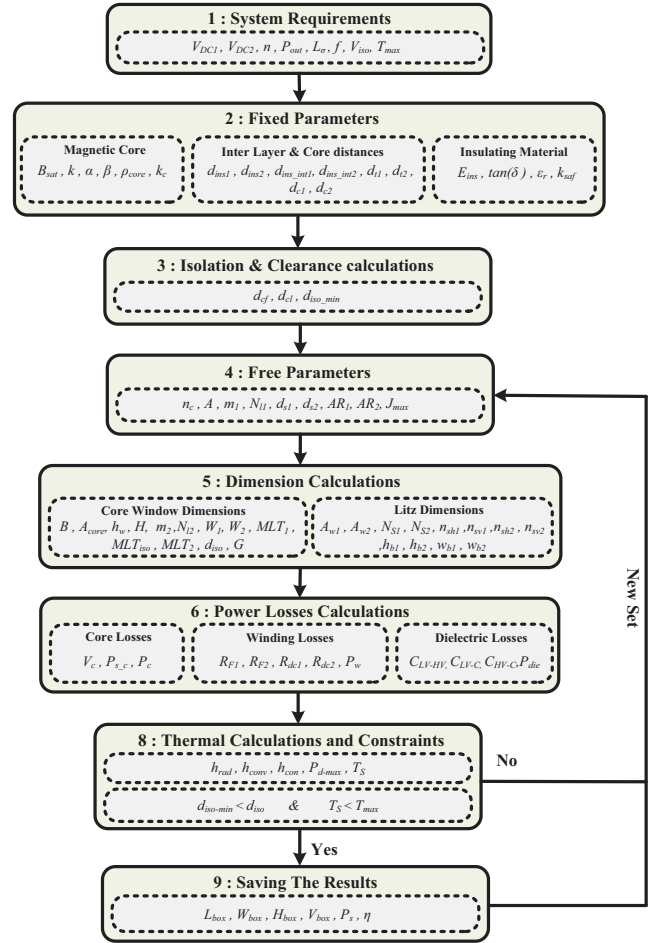 1 : System Requirements
V_DC1 , V_DC2 , n , P_out , L_σ , f , V_iso , T_max
2 : Fixed Parameters
Magnetic Core
B_sat , k , α , β , ρ_core , k_c
Inter Layer & Core distances
d_ins1 , d_ins2 , d_ins_int1 , d_ins_int2 , d_t1 , d_t2 ,
d_c1 , d_c2
Insulating Material
E_ins , tan(δ) , ε_r , k_saf
3 : Isolation & Clearance calculations
d_cf , d_cl , d_iso_min
4 : Free Parameters
n_c , A , m_1 , N_l1 , d_s1 , d_s2 , AR_1 , AR_2 , J_max
5 : Dimension Calculations
Core Window Dimensions
B , A_core , h_w , H, m_2 ,N_l2 , W_1 , W_2 , MLT_1 ,
MLT_iso , MLT_2 , d_iso , G
Litz Dimensions
A_w1 , A_w2 , N_S1 , N_S2 , n_sh1 ,n_sv1 ,n_sh2 , n_sv2
,h_b1 , h_b2 , w_b1 , w_b2
6 : Power Losses Calculations
Core Losses
V_c , P_s_c , P_c
Winding Losses
R_F1 , R_F2 , R_dc1 , R_dc2 , P_w
Dielectric Losses
C_LV-HV, C_LV-C, C_HV-C, P_die
8 : Thermal Calculations and Constraints
h_rad , h_conv , h_con , P_d-max , T_S
d_iso-min < d_iso & T_S < T_max
No
New Set
Yes
9 : Saving The Results
L_box , W_box , H_box , V_box , P_s , η